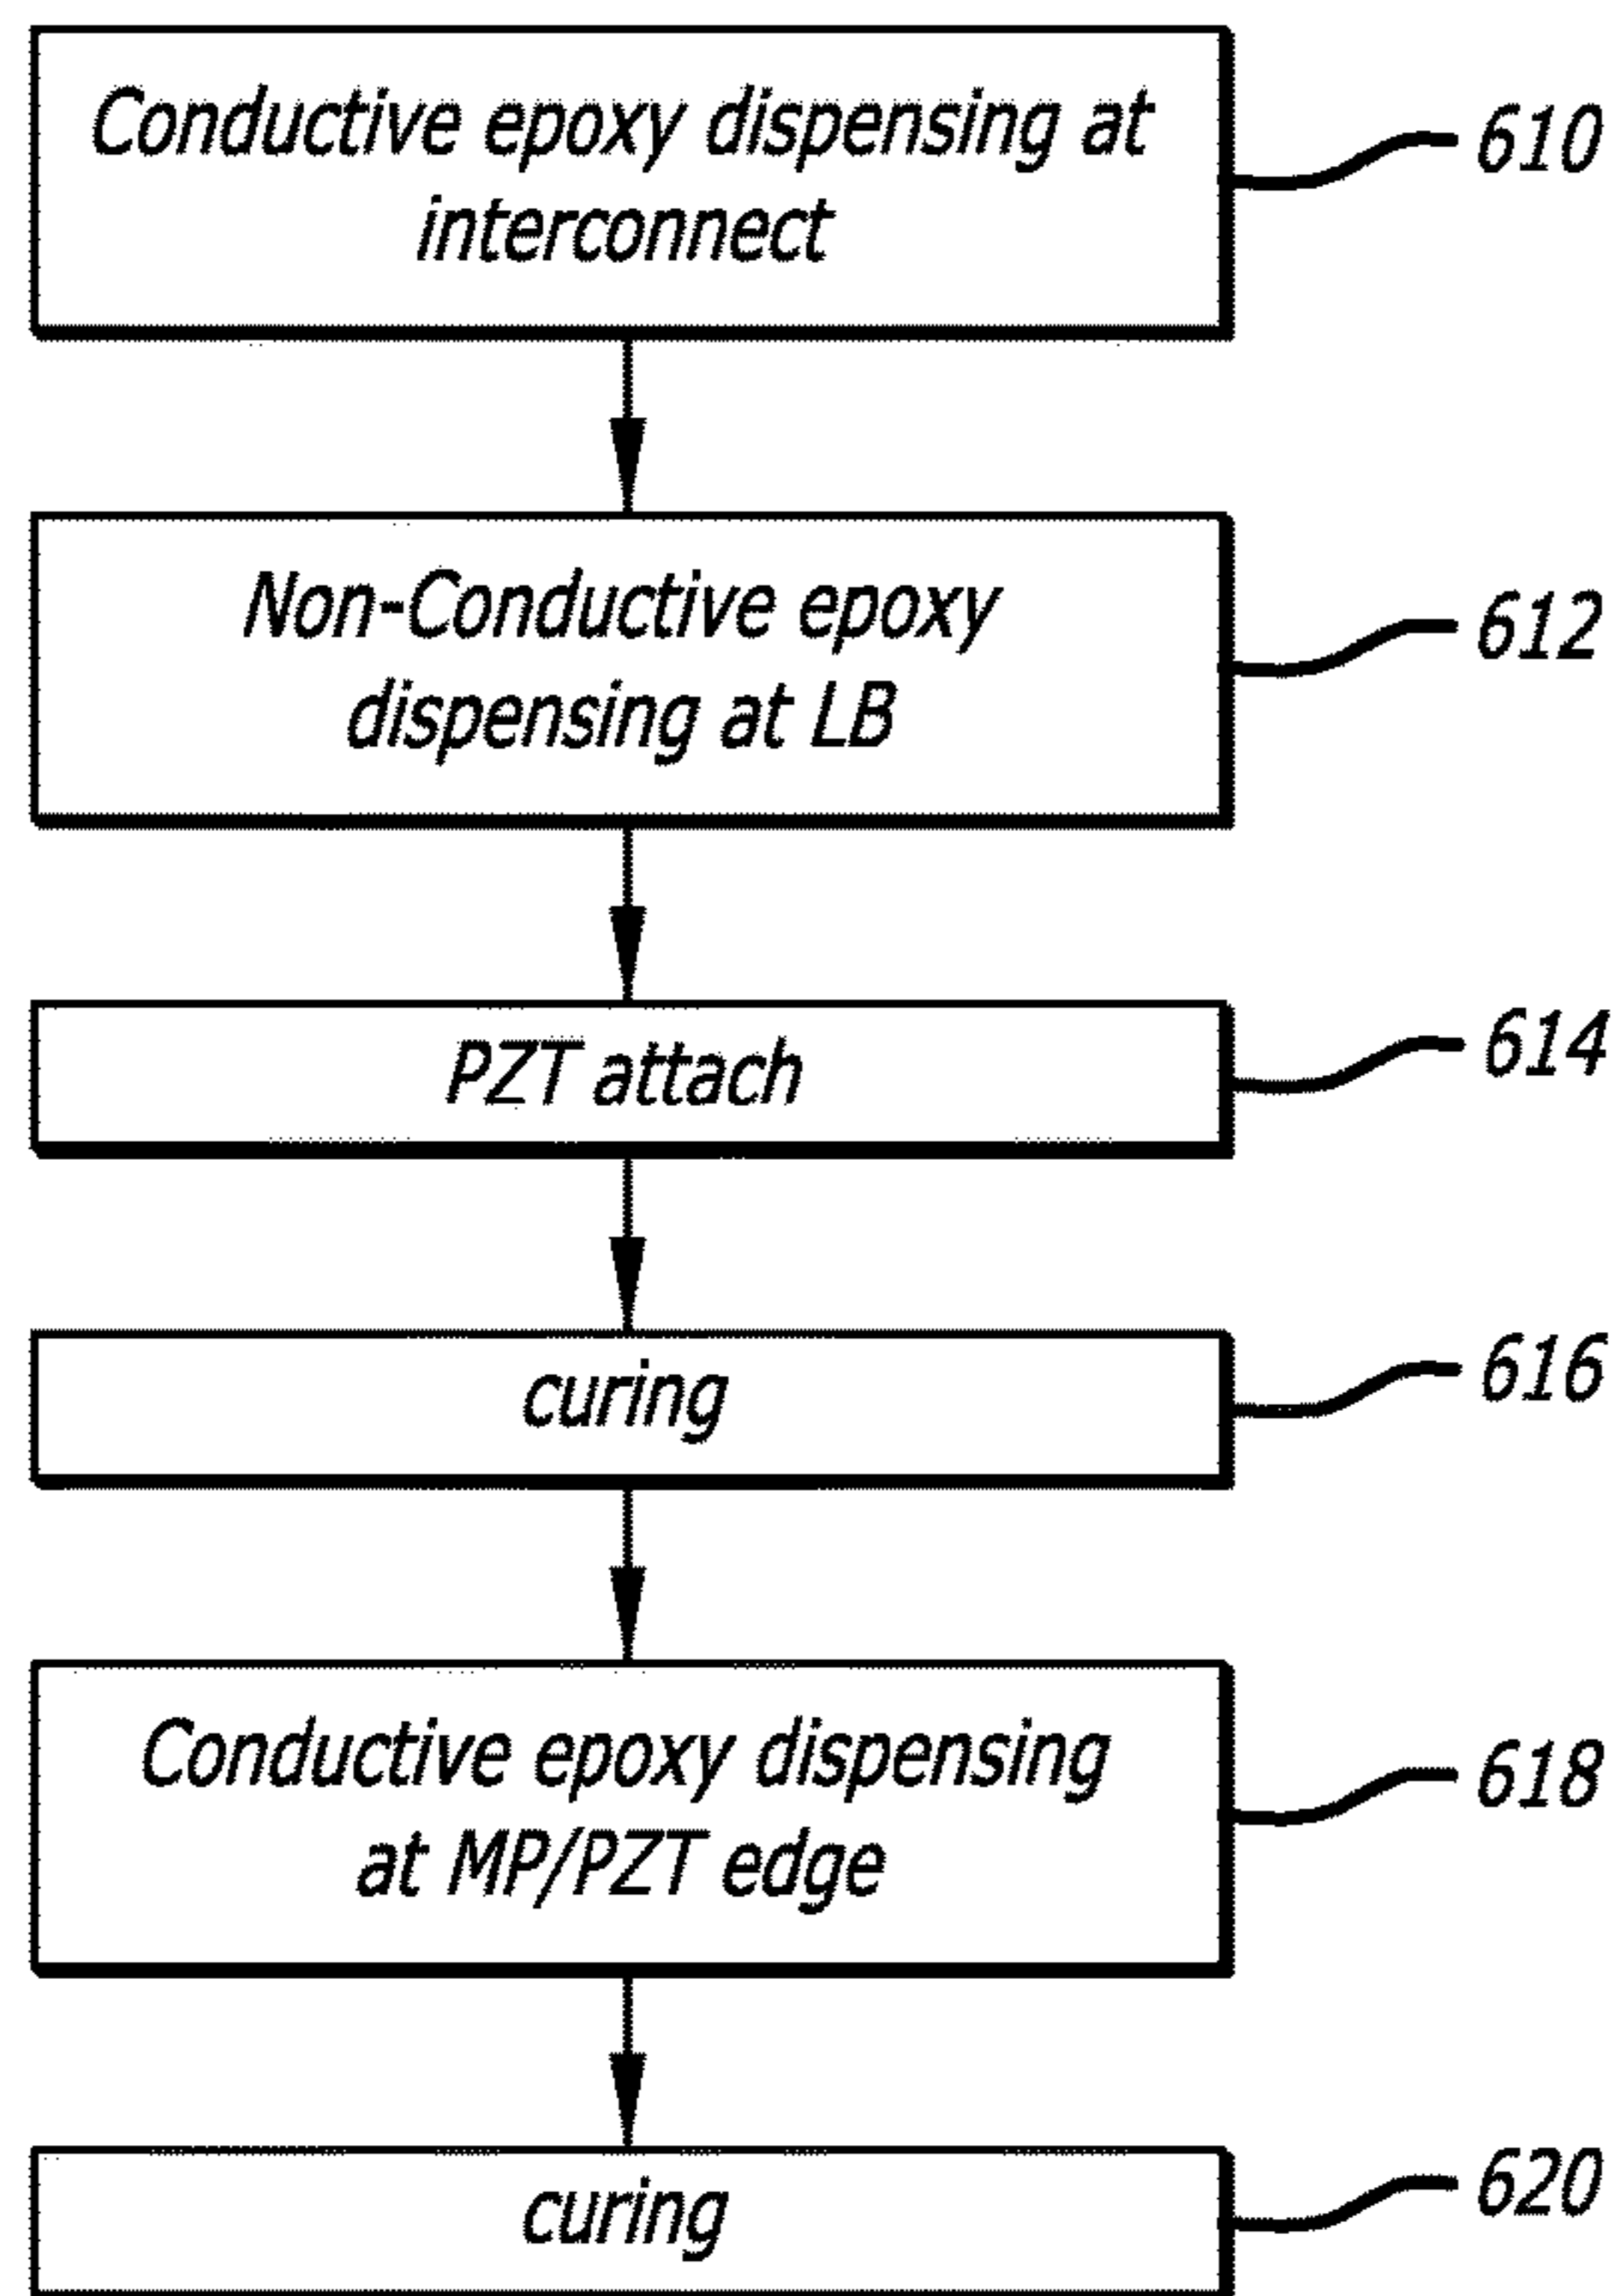 Conductive epoxy dispensing at
interconnect
610
Non-Conductive epoxy
dispensing at LB
612
PZT attach
614
curing
616
Conductive epoxy dispensing
at MP/PZT edge
618
curing
620